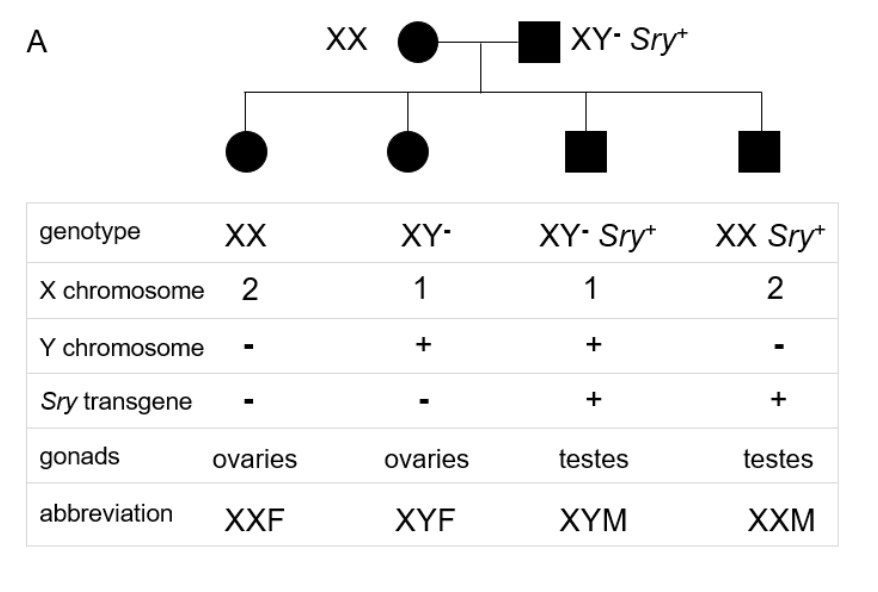 A
XX XY- Sry+
genotype XX XY- XY- Sry+ XX Sry+
X chromosome 2 1 1 2
Y chromosome - + + -
Sry transgene - - + +
gonads ovaries ovaries testes testes
abbreviation XXF XYF XYM XXM